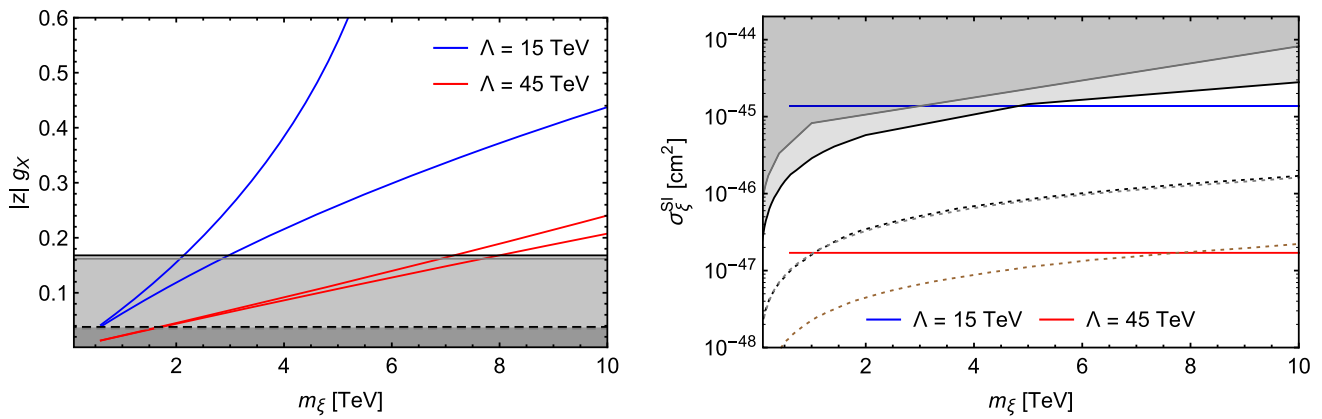 0.6
0.5
0.4
0.3
0.2
0.1
|z| g_X
2 4 6 8 10
m_ξ [TeV]
Λ = 15 TeV
Λ = 45 TeV
10^-44
10^-45
10^-46
10^-47
10^-48
σ_ξ^SI [cm^2]
Λ = 15 TeV Λ = 45 TeV
0 2 4 6 8 10
m_ξ [TeV]